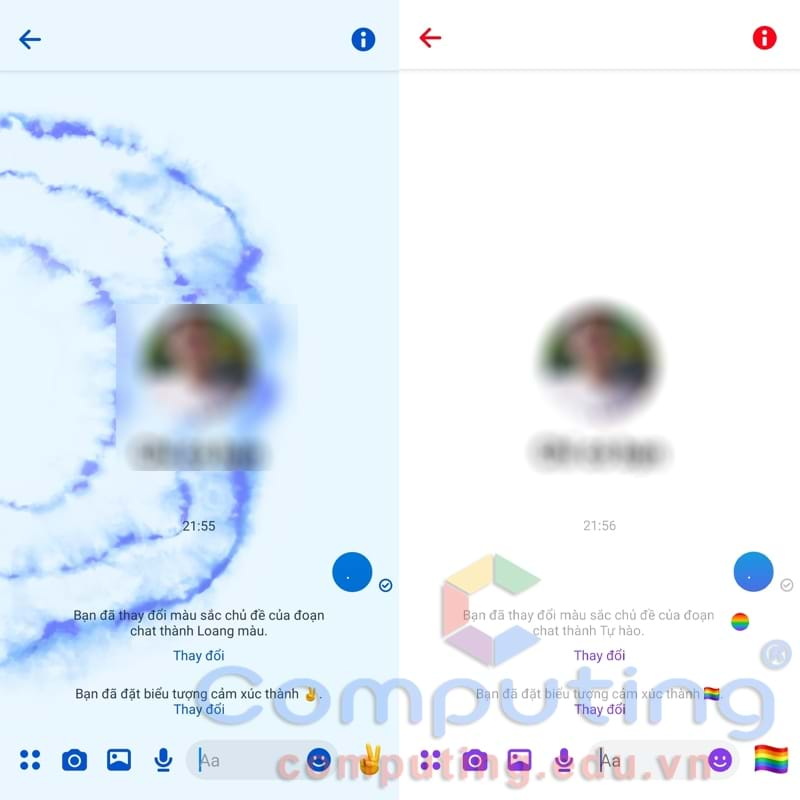 21:55
.
Bạn đã thay đổi màu sắc chủ đề của đoạn
chat thành Loang màu.
Thay đổi
Bạn đã đặt biểu tượng cảm xúc thành ✌.
Thay đổi
Aa
21:56
.
Bạn đã thay đổi màu sắc chủ đề của đoạn
chat thành Tự hào.
Thay đổi
Bạn đã đặt biểu tượng cảm xúc thành 🏳️‍🌈.
Thay đổi
Aa
Computing ®
computing.edu.vn